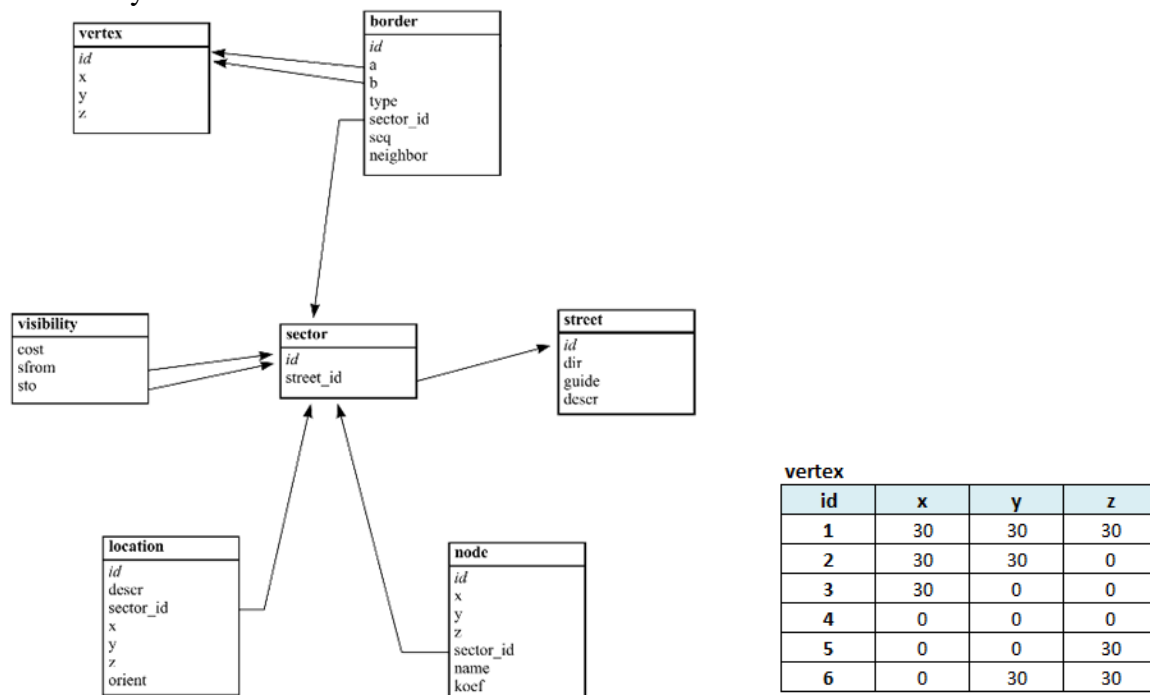 vertex
id
x
y
z
border
id
a
b
type
sector_id
seq
neighbor
visibility
cost
sfrom
sto
sector
id
street_id
street
id
dir
guide
descr
location
id
descr
sector_id
x
y
z
orient
node
id
x
y
z
sector_id
name
koef
vertex
id x y z
1 30 30 30
2 30 30 0
3 30 0 0
4 0 0 0
5 0 0 30
6 0 30 30